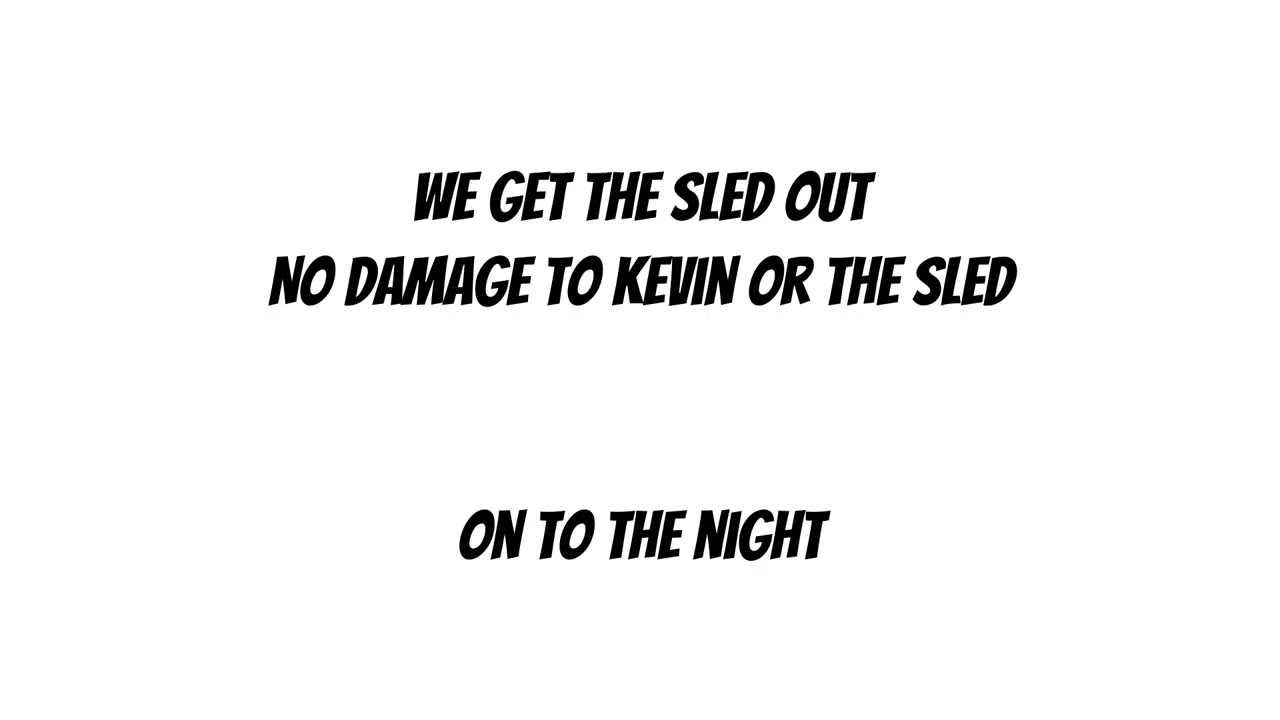 WE GET THE SLED OUT
NO DAMAGE TO KEVIN OR THE SLED
ON TO THE NIGHT